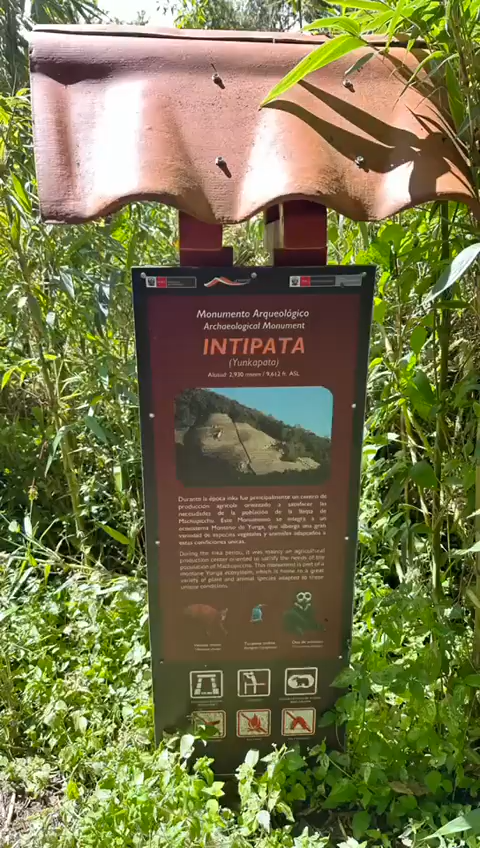 Monumento Arqueológico
Archaeological Monument
INTIPATA
(Yunkapata)
Altitud: 2,930 msnm / 9,612 ft. ASL
Durante la época inka fue principalmente un centro de
producción agrícola orientado a satisfacer las
necesidades de la población de la llaqta de
Machupicchu. Este Monumento se integra a un
ecosistema Montano de Yunga, que alberga una gran
variedad de especies vegetales y animales adaptados a
estas condiciones únicas.
During the Inka period, it was mainly an agricultural
production center oriented to satisfy the needs of the
population of Machupicchu. This Monument is part of a
montane Yunga ecosystem, which is home to a great
variety of plant and animal species adapted to these
unique conditions.